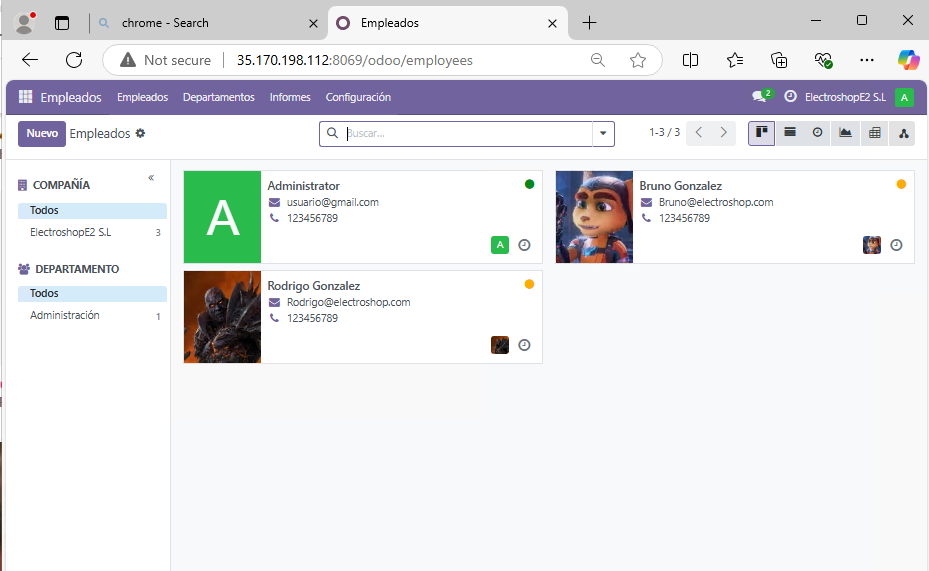 chrome - Search
Empleados
Not secure
35.170.198.112:8069/odoo/employees
Empleados Empleados Departamentos Informes Configuración 2 ElectroshopE2 S.L A
Nuevo Empleados Buscar... 1-3 / 3
COMPAÑÍA
Todos
ElectroshopE2 S.L 3
DEPARTAMENTO
Todos
Administración 1
A
Administrator
usuario@gmail.com
123456789
A
Bruno Gonzalez
Bruno@electroshop.com
123456789
Rodrigo Gonzalez
Rodrigo@electroshop.com
123456789